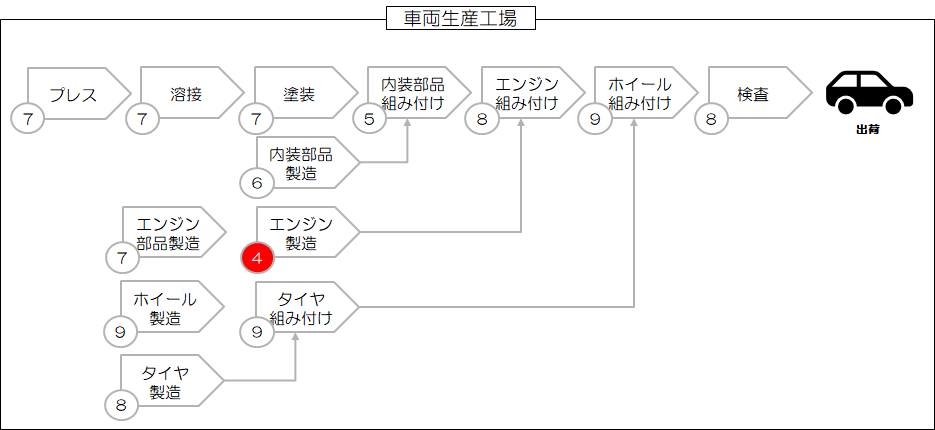 車両生産工場
プレス
7
溶接
7
塗装
7
内装部品
組み付け
5
エンジン
組み付け
8
ホイール
組み付け
9
検査
8
出荷
内装部品
製造
6
エンジン
部品製造
7
エンジン
製造
4
ホイール
製造
9
タイヤ
組み付け
9
タイヤ
製造
8